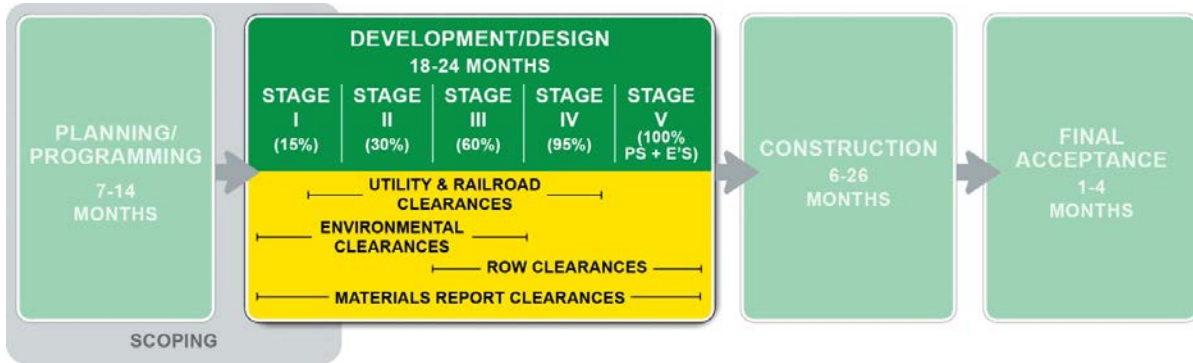 PLANNING/
PROGRAMMING
7-14
MONTHS
SCOPING
DEVELOPMENT/DESIGN
18-24 MONTHS
STAGE
I
(15%)
STAGE
II
(30%)
STAGE
III
(60%)
STAGE
IV
(95%)
STAGE
V
(100%
PS + E'S)
UTILITY & RAILROAD
CLEARANCES
ENVIRONMENTAL
CLEARANCES
ROW CLEARANCES
MATERIALS REPORT CLEARANCES
CONSTRUCTION
6-26
MONTHS
FINAL
ACCEPTANCE
1-4
MONTHS